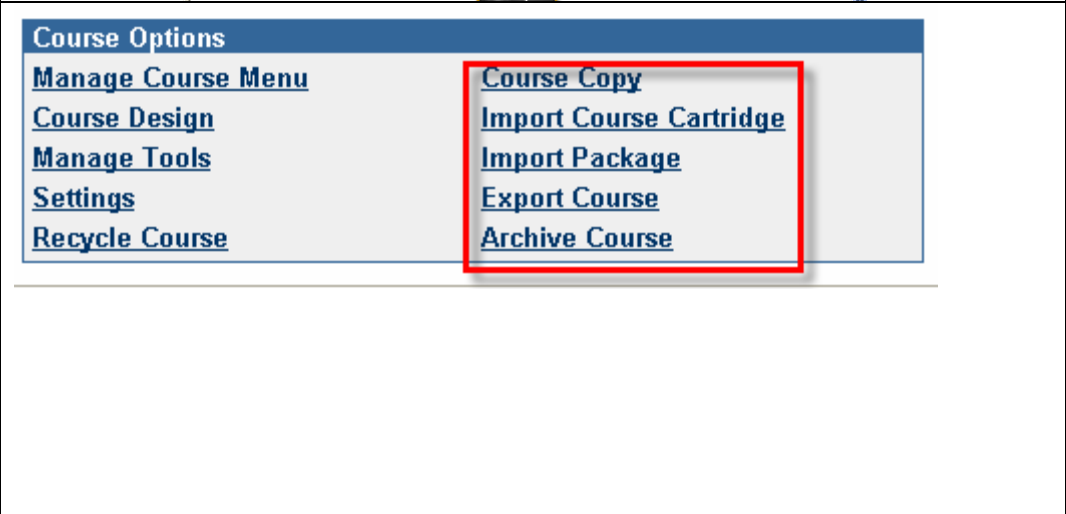 Course Options
Manage Course Menu
Course Design
Manage Tools
Settings
Recycle Course
Course Copy
Import Course Cartridge
Import Package
Export Course
Archive Course